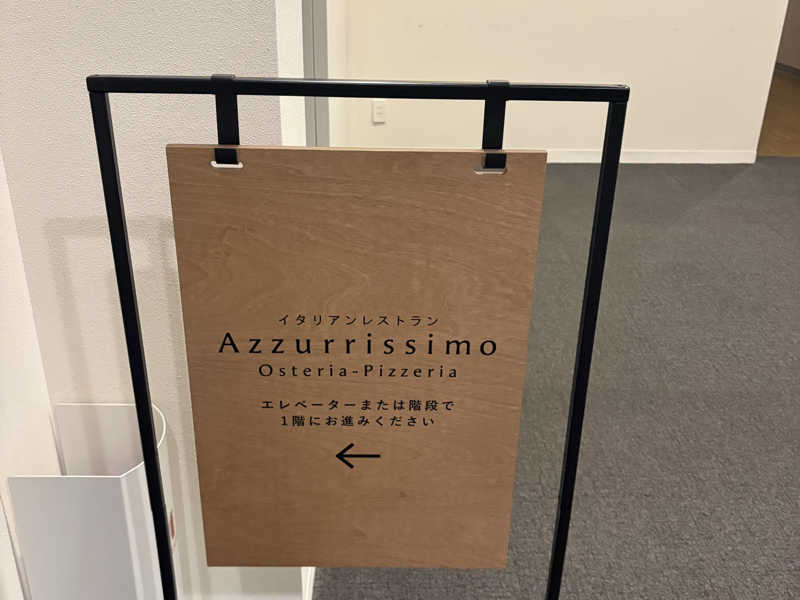 イタリアンレストラン
Azzurrissimo
Osteria-Pizzeria
エレベーターまたは階段で
1階にお進みください
←